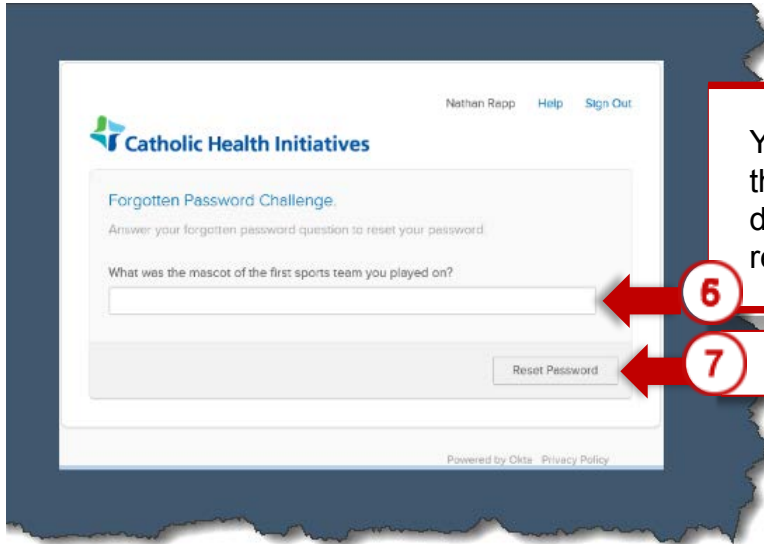 Nathan Rapp Help Sign Out
Catholic Health Initiatives
Forgotten Password Challenge.
Answer your forgotten password question to reset your password.
What was the mascot of the first sports team you played on?
6
Reset Password
7
Powered by Okta Privacy Policy